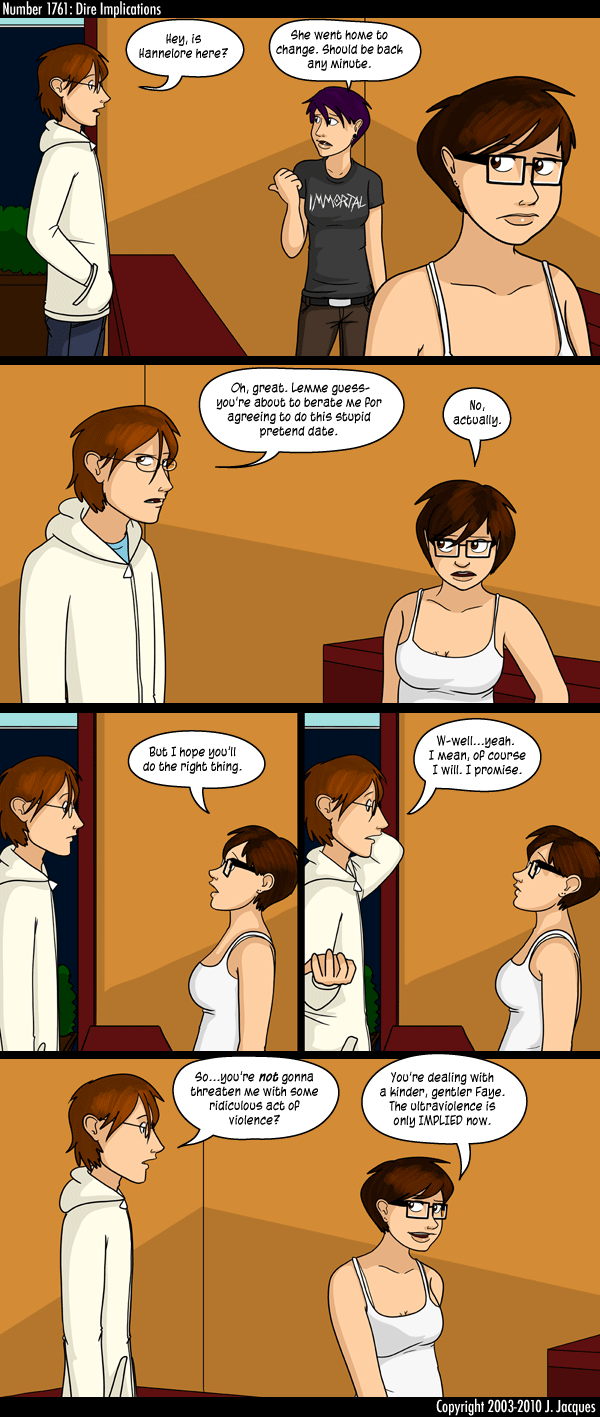 Number 1761: Dire Implications
Hey, is
Hannelore here?
She went home to
change. Should be back
any minute.
IMMORTAL
Oh, great. Lemme guess-
you're about to berate me for
agreeing to do this stupid
pretend date.
No,
actually.
But I hope you'll
do the right thing.
W-well...yeah.
I mean, of course
I will. I promise.
So...you're not gonna
threaten me with some
ridiculous act of
violence?
You're dealing with
a kinder, gentler Faye.
The ultraviolence is
only IMPLIED now.
Copyright 2003-2010 J. Jacques